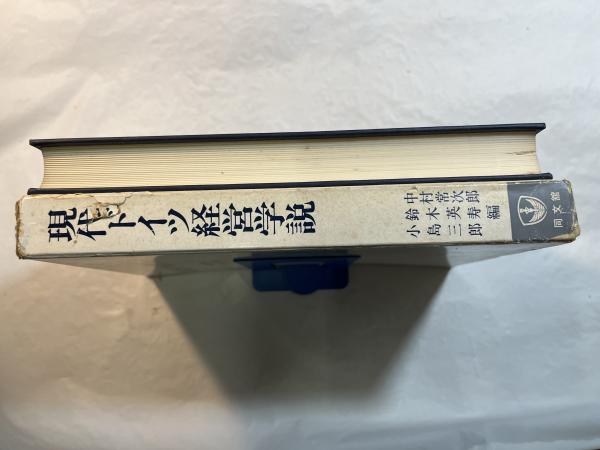 現代ドイツ経営学説
中村常次郎
鈴木英寿 編
小島三郎
同文館